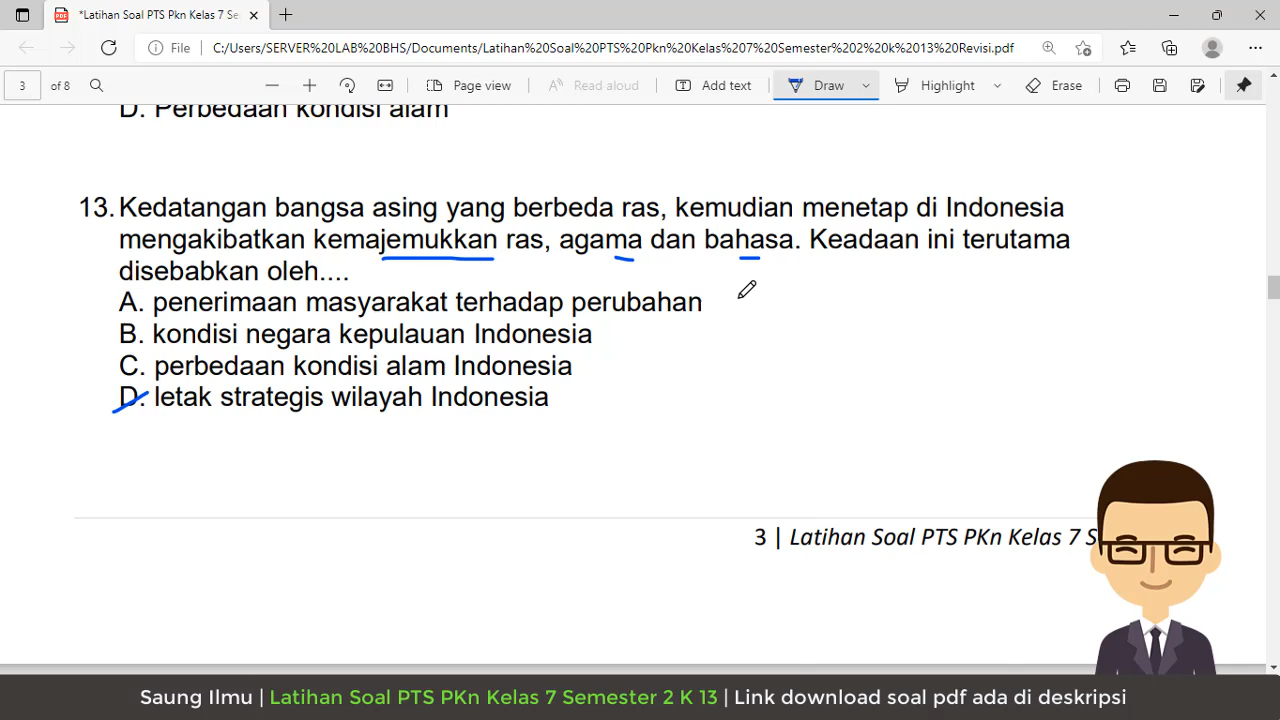 *Latihan Soal PTS Pkn Kelas 7 Se
File
C:/Users/SERVER%20LAB%20BHS/Documents/Latihan%20Soal%20PTS%20Pkn%20Kelas%207%20Semester%202%20k%2013%20Revisi.pdf
3 of 8
Page view
Read aloud
Add text
Draw
Highlight
Erase
D. Perbedaan kondisi alam
13. Kedatangan bangsa asing yang berbeda ras, kemudian menetap di Indonesia
mengakibatkan kemajemukkan ras, agama dan bahasa. Keadaan ini terutama
disebabkan oleh....
A. penerimaan masyarakat terhadap perubahan
B. kondisi negara kepulauan Indonesia
C. perbedaan kondisi alam Indonesia
D. letak strategis wilayah Indonesia
3 | Latihan Soal PTS PKn Kelas 7 S
Saung Ilmu | Latihan Soal PTS PKn Kelas 7 Semester 2 K 13 | Link download soal pdf ada di deskripsi